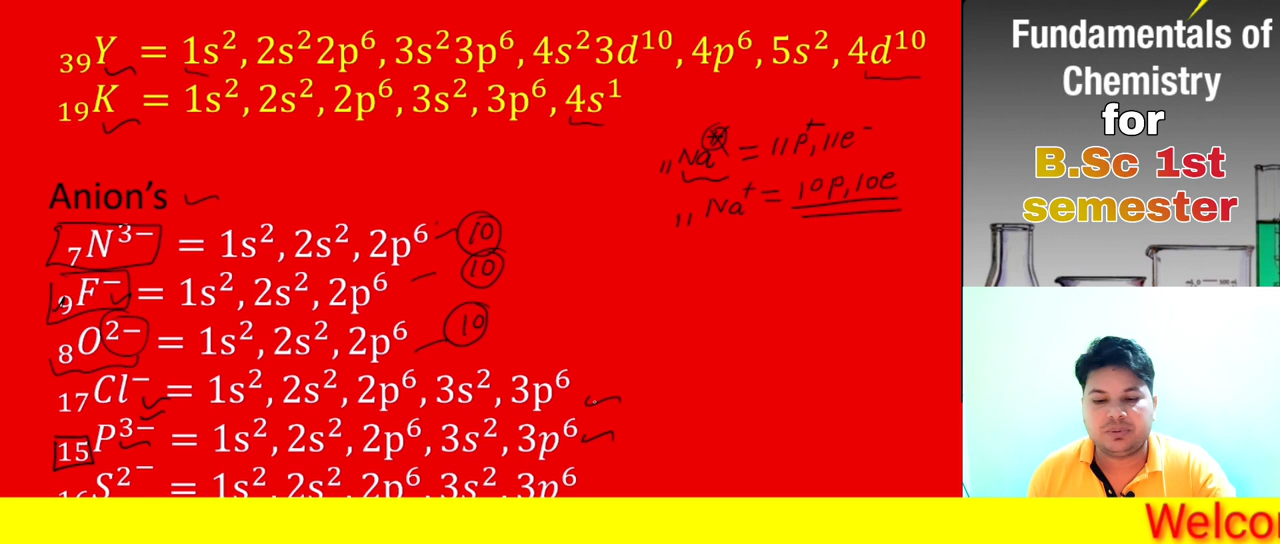 ₃₉Y = 1s², 2s²2p⁶, 3s²3p⁶, 4s²3d¹⁰, 4p⁶, 5s², 4d¹⁰
₁₉K = 1s², 2s², 2p⁶, 3s², 3p⁶, 4s¹
₁₁Na = 11p⁺, 11e⁻
₁₁Na⁺ = 10p, 10e
Anion's
₇N³⁻ = 1s², 2s², 2p⁶ 10
₉F⁻ = 1s², 2s², 2p⁶ 10
₈O²⁻ = 1s², 2s², 2p⁶ 10
₁₇Cl⁻ = 1s², 2s², 2p⁶, 3s², 3p⁶
₁₅P³⁻ = 1s², 2s², 2p⁶, 3s², 3p⁶
₁₆S²⁻ = 1s², 2s², 2p⁶, 3s², 3p⁶
Fundamentals of
Chemistry
for
B.Sc 1st
semester
Welco